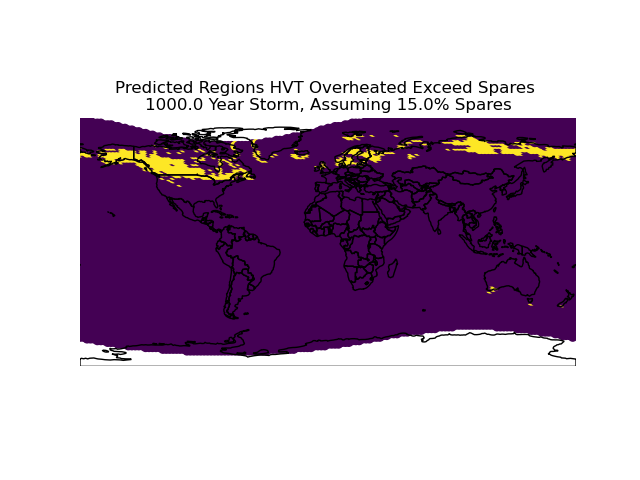 Predicted Regions HVT Overheated Exceed Spares
1000.0 Year Storm, Assuming 15.0% Spares